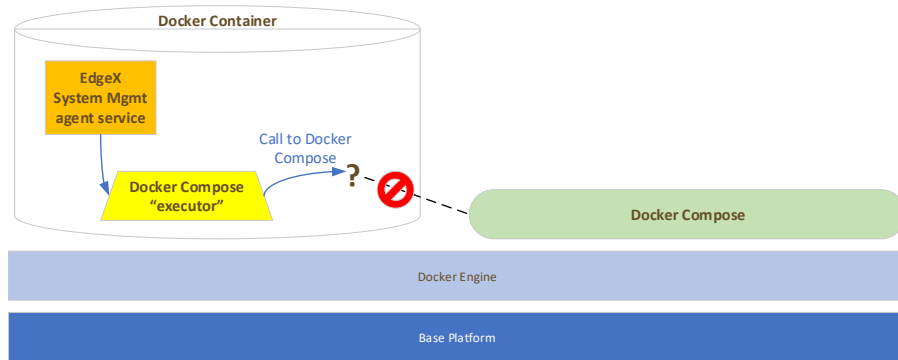 Docker Container
EdgeX
System Mgmt
agent service
Call to Docker
Compose
?
Docker Compose
“executor”
Docker Compose
Docker Engine
Base Platform